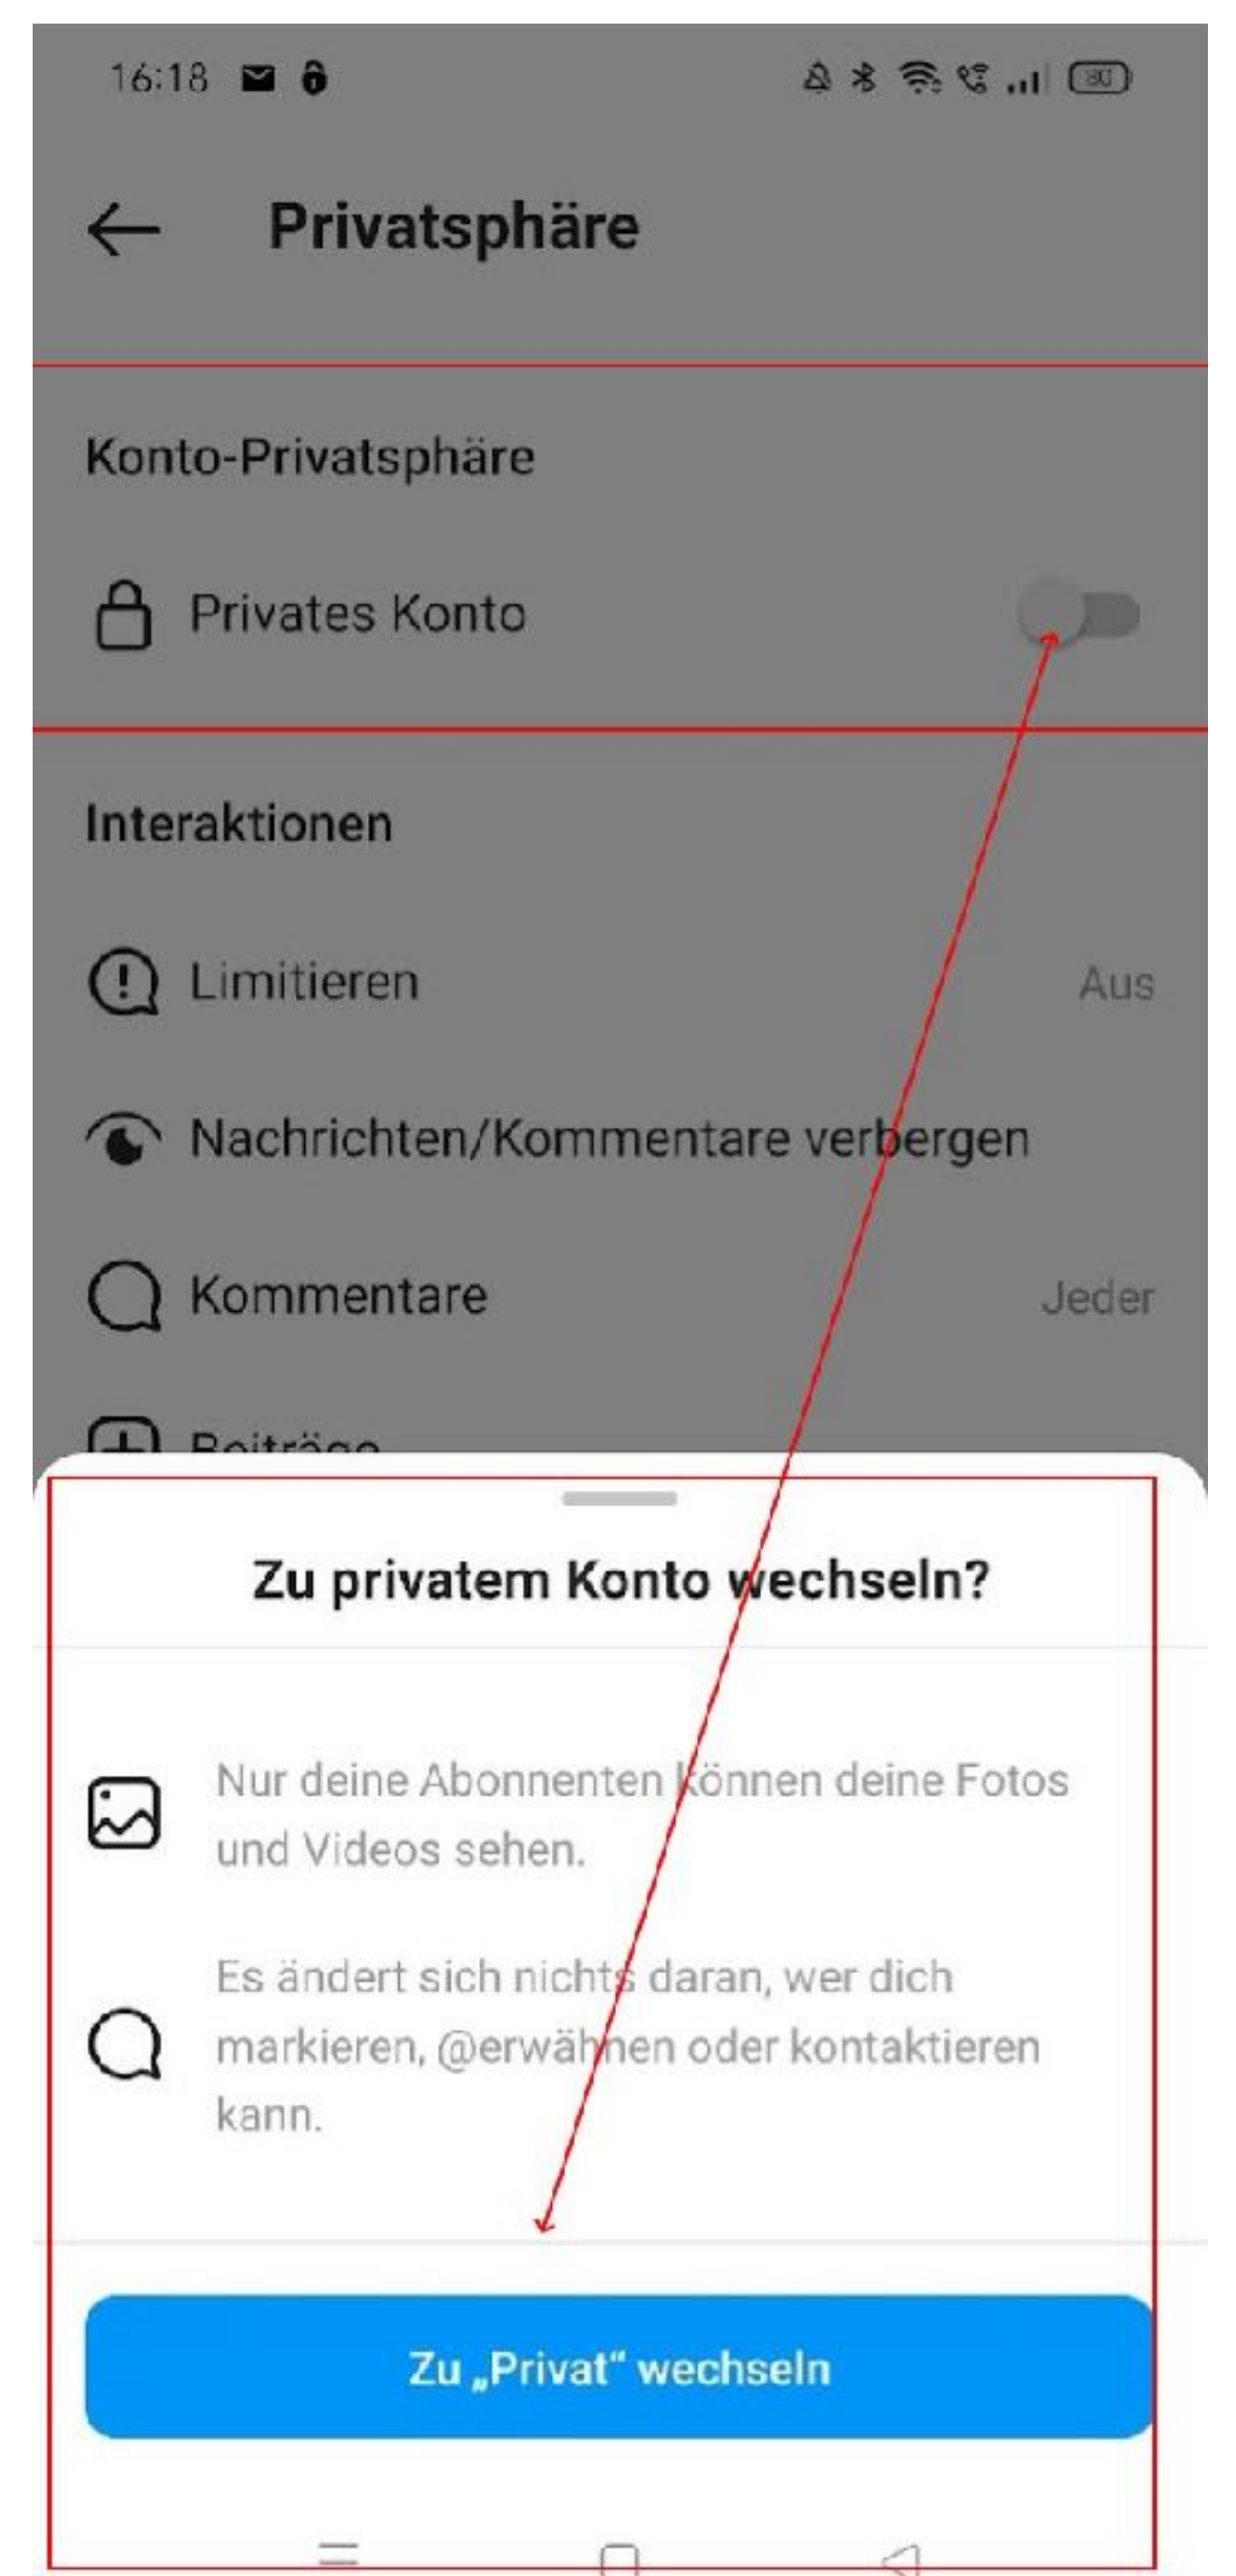 16:18
80
Privatsphäre
Konto-Privatsphäre
Privates Konto
Interaktionen
Limitieren Aus
Nachrichten/Kommentare verbergen
Kommentare Jeder
Beiträge
Zu privatem Konto wechseln?
Nur deine Abonnenten können deine Fotos
und Videos sehen.
Es ändert sich nichts daran, wer dich
markieren, @erwähnen oder kontaktieren
kann.
Zu „Privat“ wechseln